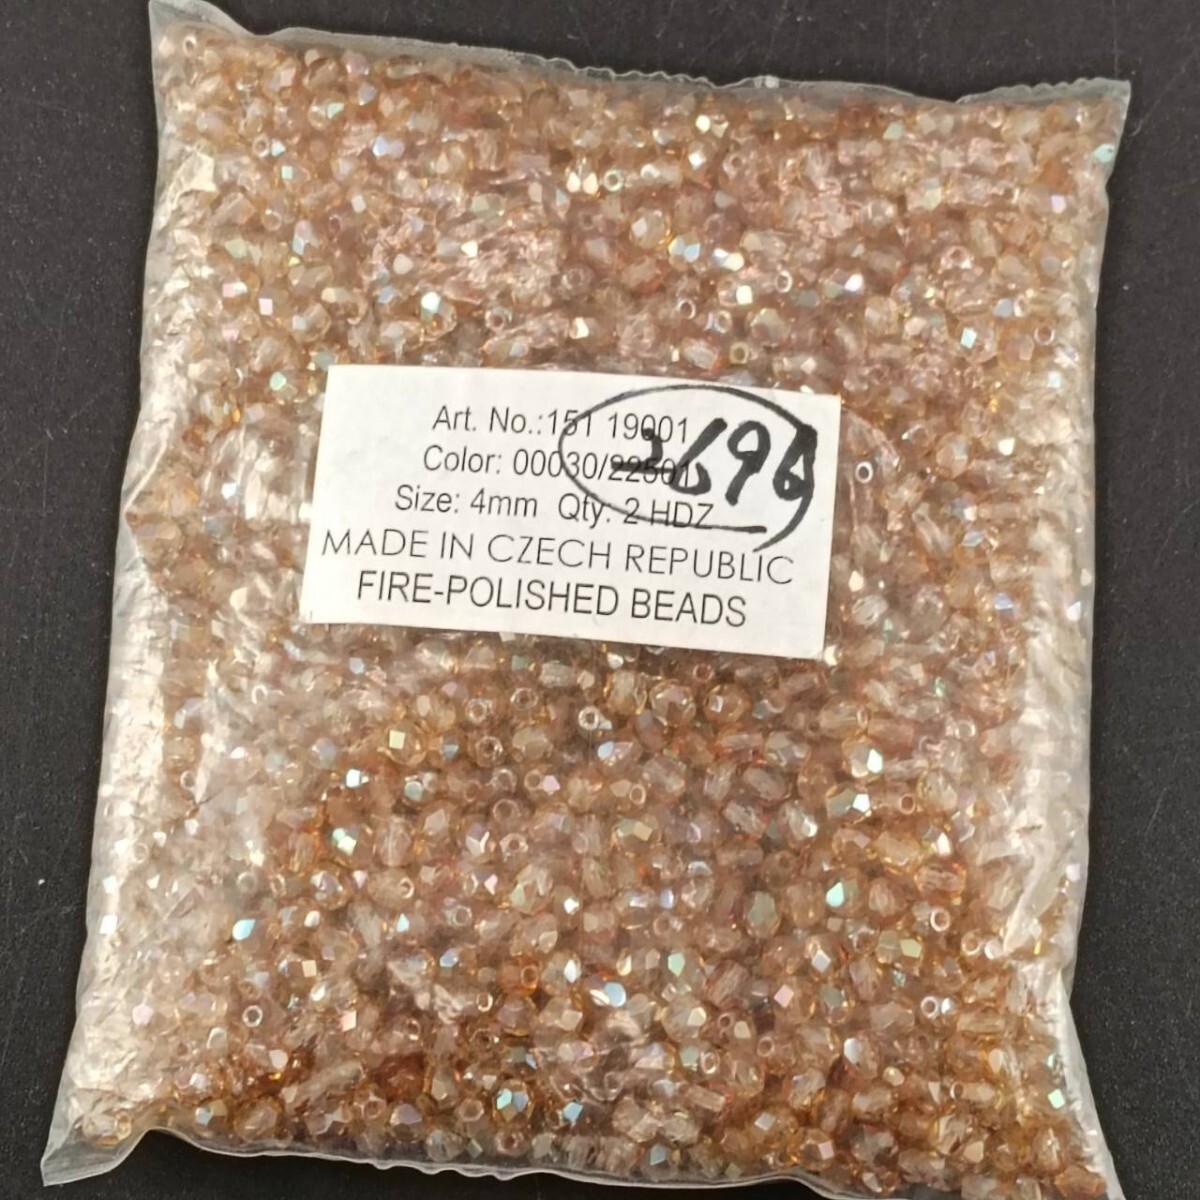 Art. No.:151 19001
Color: 00030/22501
Size: 4mm Qty: 2 HDZ
MADE IN CZECH REPUBLIC
FIRE-POLISHED BEADS